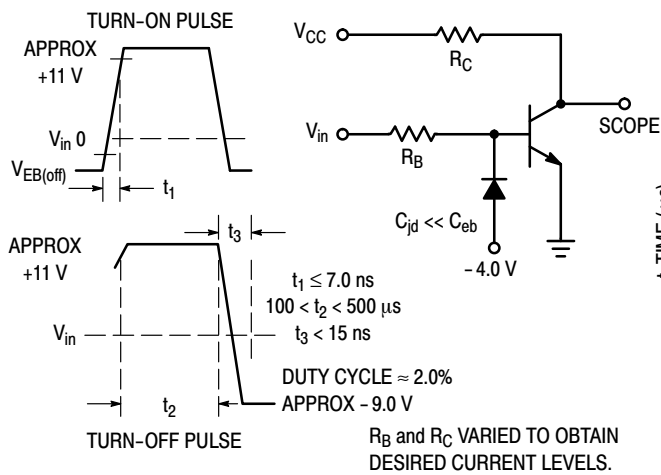 TURN-ON PULSE
APPROX
+11 V
V_in 0
V_EB(off)
t_1
V_CC
R_C
V_in
R_B
SCOPE
C_jd << C_eb
-4.0 V
t_3
APPROX
+11 V
t_1 ≤ 7.0 ns
100 < t_2 < 500 μs
t_3 < 15 ns
V_in
DUTY CYCLE ≈ 2.0%
t_2
APPROX -9.0 V
TURN-OFF PULSE
R_B and R_C VARIED TO OBTAIN
DESIRED CURRENT LEVELS.